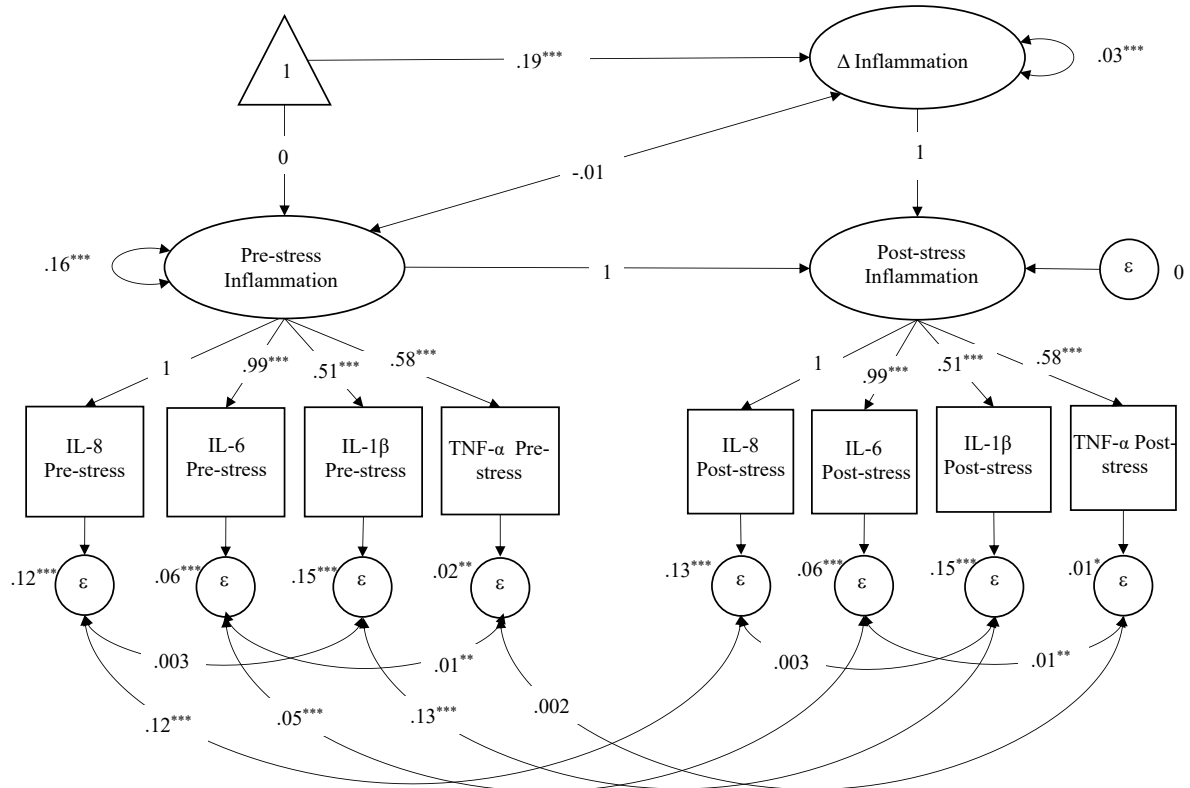 1
.19***
Δ Inflammation
.03***
0
-.01
1
.16***
Pre-stress
Inflammation
1
Post-stress
Inflammation
ε
0
1
.99***
.51***
.58***
1
.99***
.51***
.58***
IL-8
Pre-stress
IL-6
Pre-stress
IL-1β
Pre-stress
TNF-α Pre-
stress
IL-8
Post-stress
IL-6
Post-stress
IL-1β
Post-stress
TNF-α Post-
stress
.12***
ε
.06***
ε
.15***
ε
.02**
ε
.13***
ε
.06***
ε
.15***
ε
.01*
ε
.003
.01**
.003
.01**
.12***
.05***
.13***
.002